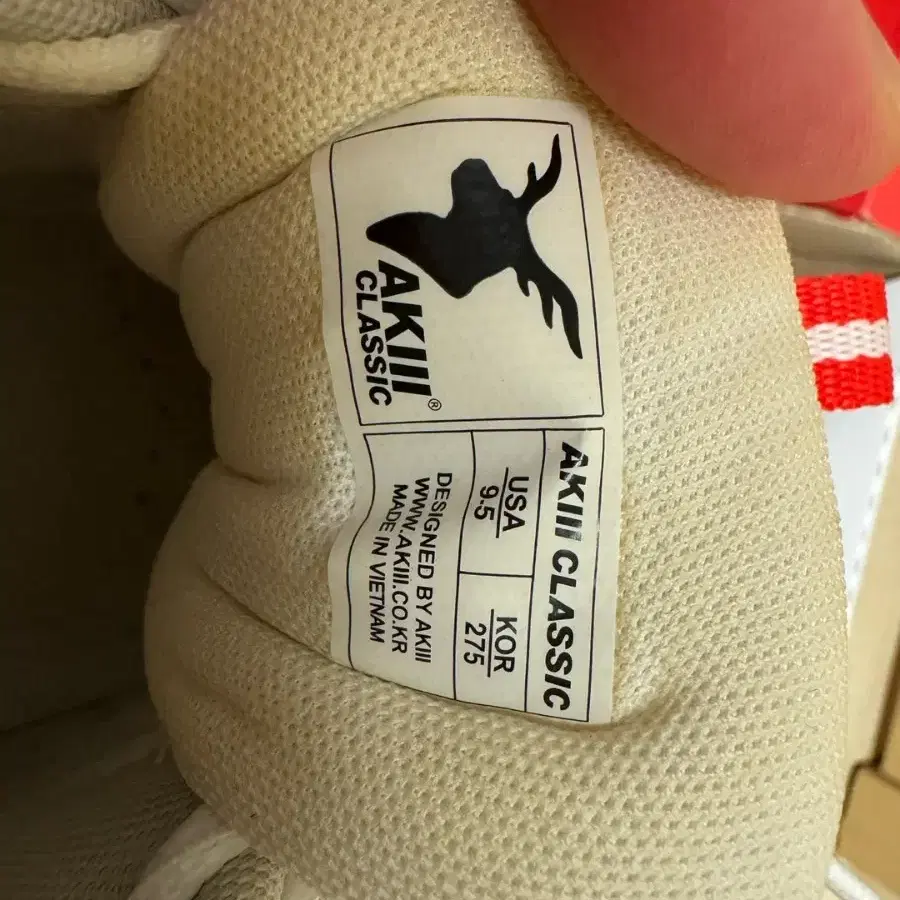 AKIII®
CLASSIC
AKIII CLASSIC
USA
9.5
KOR
275
DESIGNED BY AKIII
WWW.AKIII.CO.KR
MADE IN VIETNAM